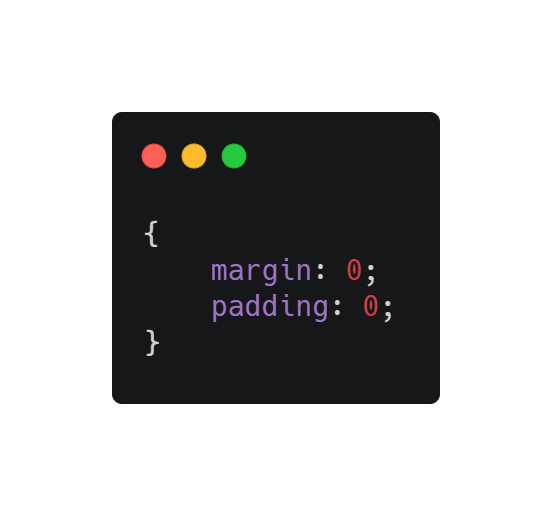 {
    margin: 0;
    padding: 0;
}